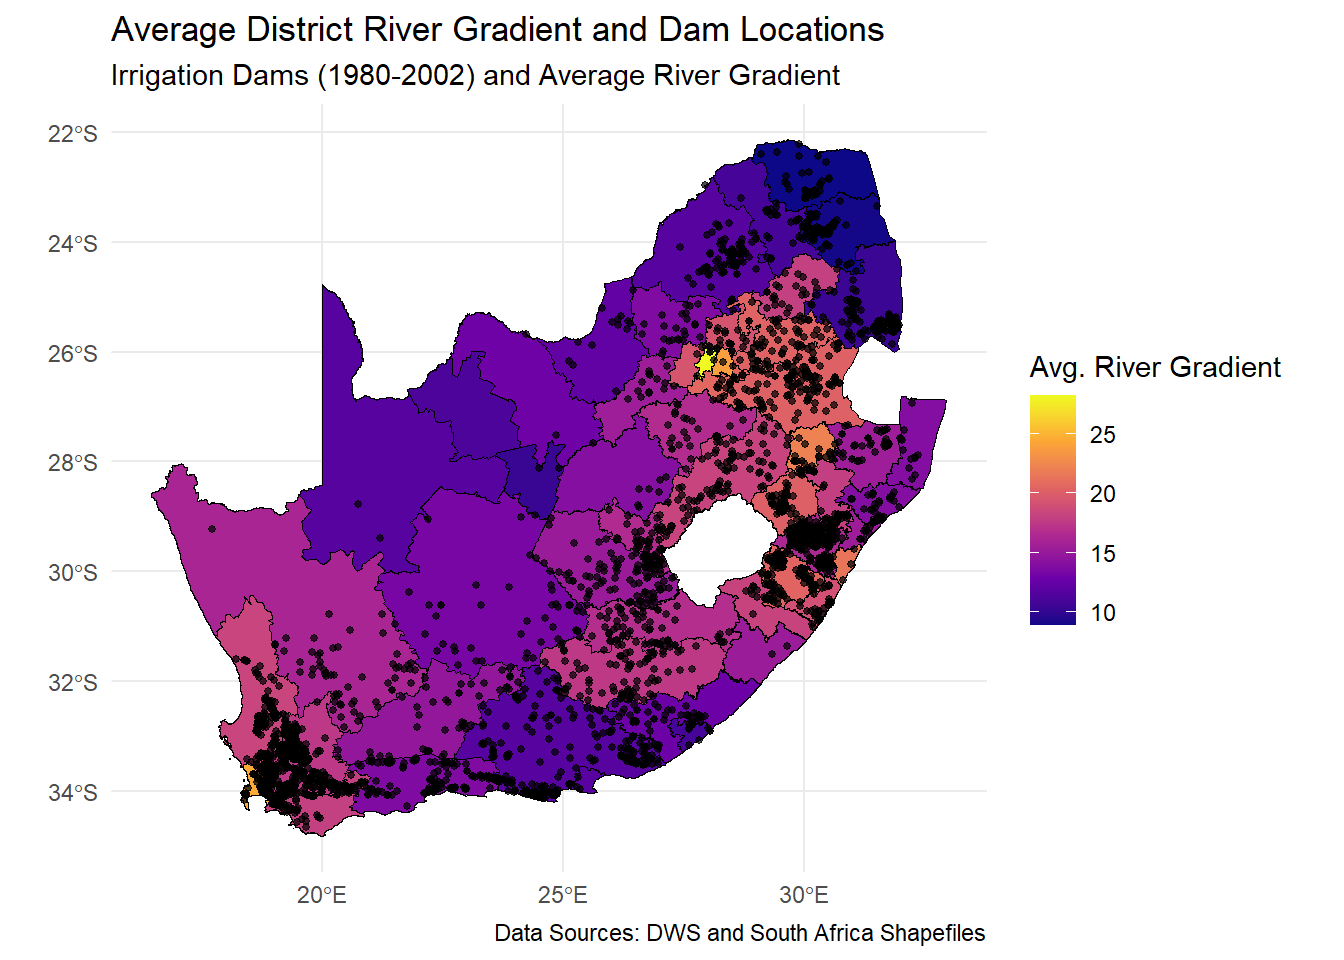 Average District River Gradient and Dam Locations
Irrigation Dams (1980-2002) and Average River Gradient
22°S
24°S
26°S
28°S
30°S
32°S
34°S
20°E
25°E
30°E
Avg. River Gradient
25
20
15
10
Data Sources: DWS and South Africa Shapefiles